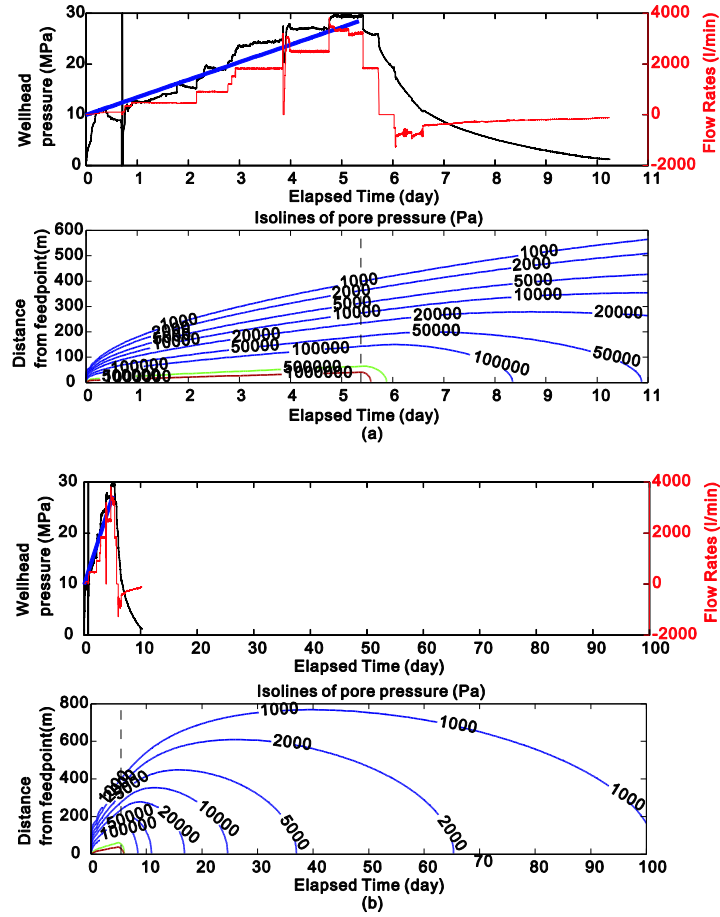 30 4000
20 2000
10 0
0 -2000
Wellhead
pressure (MPa)
Flow Rates (l/min)
0 1 2 3 4 5 6 7 8 9 10 11
Elapsed Time (day)
Isolines of pore pressure (Pa)
600
500
400
300
200
100
0
Distance
from feedpoint(m)
1000 1000 1000
2000 2000 2000
5000 5000
10000 10000 10000
20000 20000 20000
50000 50000 50000
100000 100000 100000
500000
1000000
0 1 2 3 4 5 6 7 8 9 10 11
Elapsed Time (day)
(a)
30 4000
20 2000
10 0
0 -2000
Wellhead
pressure (MPa)
Flow Rates (l/min)
0 10 20 30 40 50 60 70 80 90 100
Elapsed Time (day)
Isolines of pore pressure (Pa)
800
600
400
200
0
Distance
from feedpoint(m)
1000 1000 1000
2000 2000
5000
10000
20000
50000
100000
0 10 20 30 40 50 60 70 80 90 100
Elapsed Time (day)
(b)